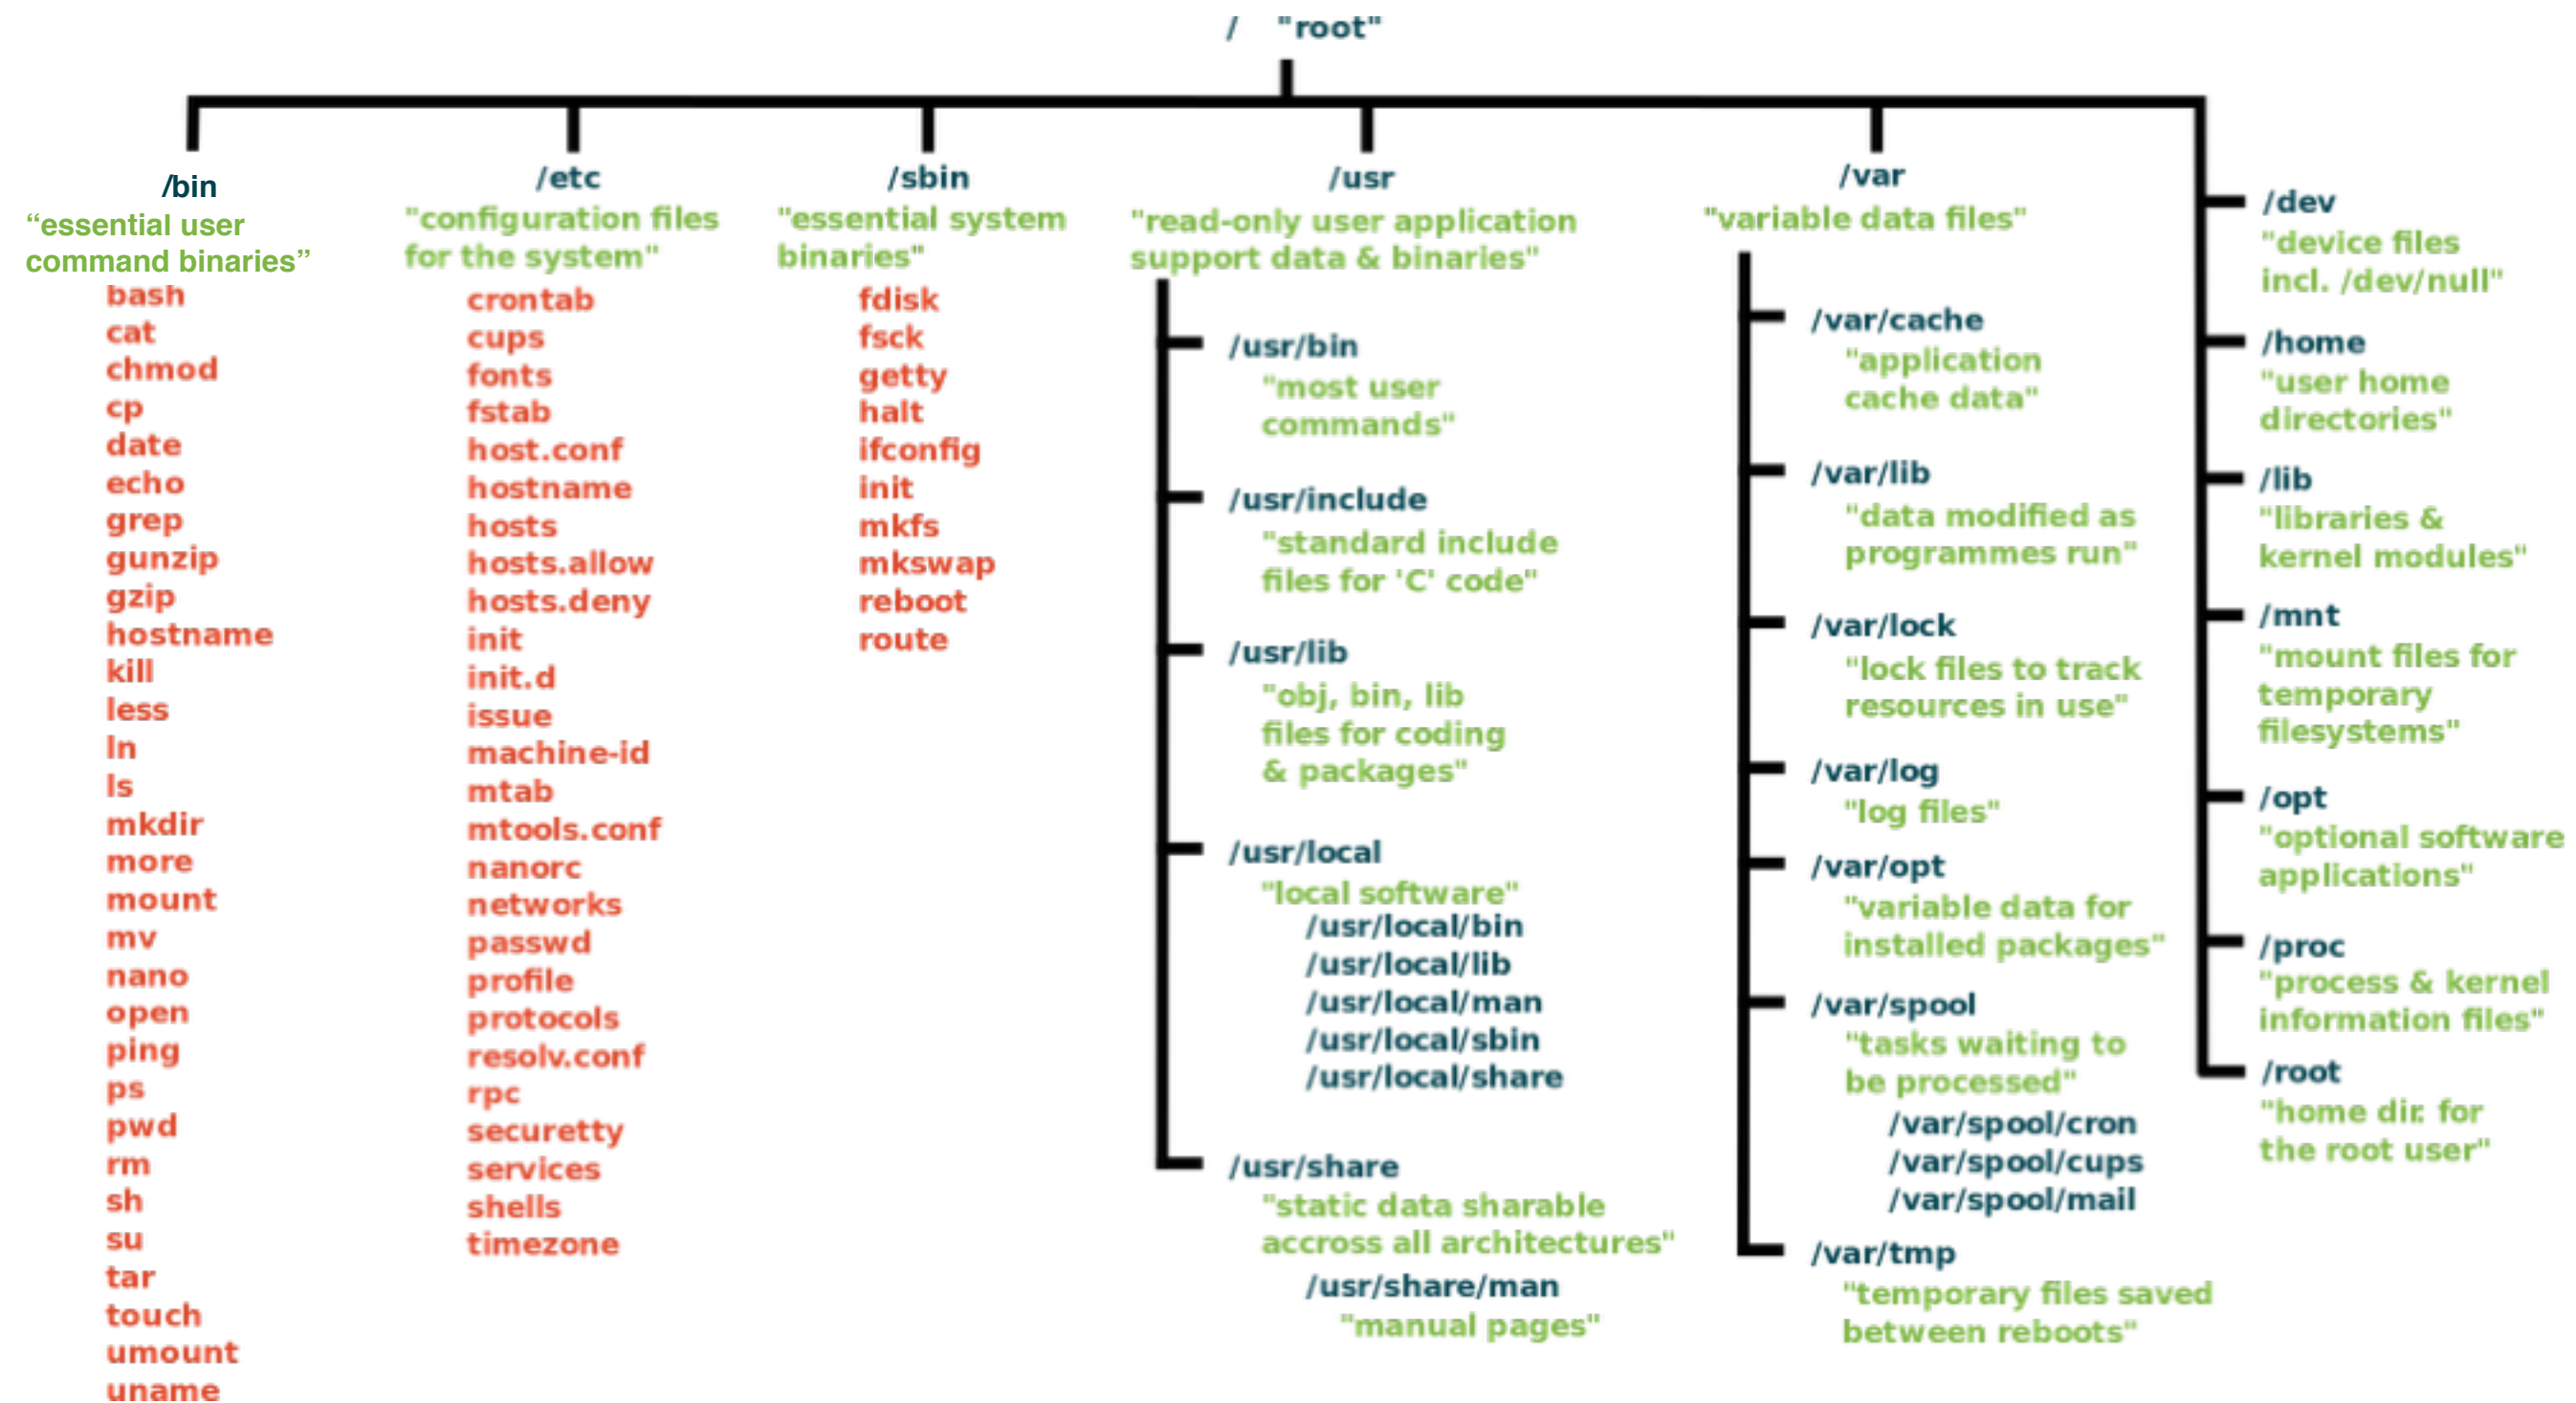 / "root"
/bin
“essential user
command binaries”
bash
cat
chmod
cp
date
echo
grep
gunzip
gzip
hostname
kill
less
ln
ls
mkdir
more
mount
mv
nano
open
ping
ps
pwd
rm
sh
su
tar
touch
umount
uname
/etc
"configuration files
for the system"
crontab
cups
fonts
fstab
host.conf
hostname
hosts
hosts.allow
hosts.deny
init
init.d
issue
machine-id
mtab
mtools.conf
nanorc
networks
passwd
profile
protocols
resolv.conf
rpc
securetty
services
shells
timezone
/sbin
"essential system
binaries"
fdisk
fsck
getty
halt
ifconfig
init
mkfs
mkswap
reboot
route
/usr
"read-only user application
support data & binaries"
/usr/bin
"most user
commands"
/usr/include
"standard include
files for 'C' code"
/usr/lib
"obj, bin, lib
files for coding
& packages"
/usr/local
"local software"
/usr/local/bin
/usr/local/lib
/usr/local/man
/usr/local/sbin
/usr/local/share
/usr/share
"static data sharable
accross all architectures"
/usr/share/man
"manual pages"
/var
"variable data files"
/var/cache
"application
cache data"
/var/lib
"data modified as
programmes run"
/var/lock
"lock files to track
resources in use"
/var/log
"log files"
/var/opt
"variable data for
installed packages"
/var/spool
"tasks waiting to
be processed"
/var/spool/cron
/var/spool/cups
/var/spool/mail
/var/tmp
"temporary files saved
between reboots"
/dev
"device files
incl. /dev/null"
/home
"user home
directories"
/lib
"libraries &
kernel modules"
/mnt
"mount files for
temporary
filesystems"
/opt
"optional software
applications"
/proc
"process & kernel
information files"
/root
"home dir. for
the root user"